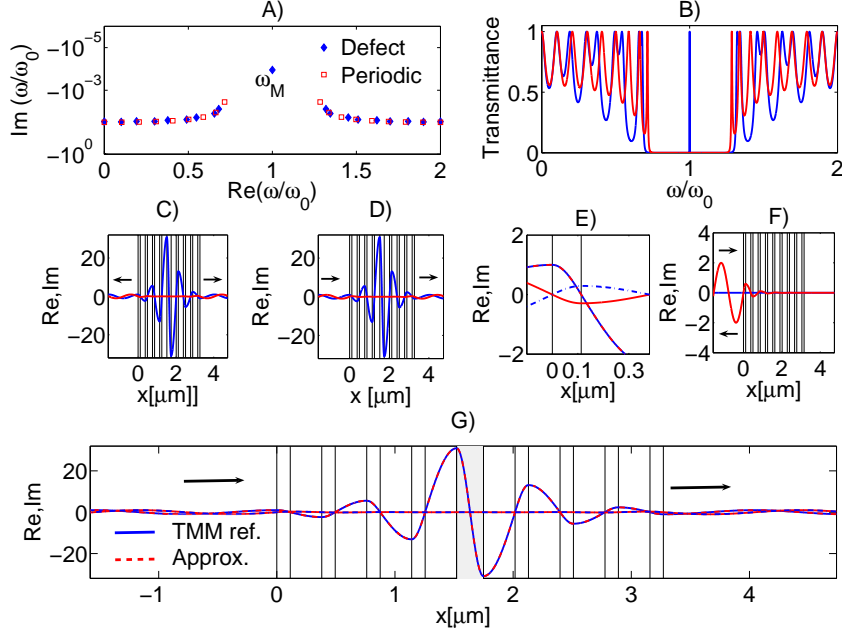 A)
Im (ω/ω₀)
-10⁻⁵
-10⁻³
-10⁰
Defect
Periodic
ω_M
0 0.5 1 1.5 2
Re(ω/ω₀)
B)
Transmittance
1
0.5
0
0 1 2
ω/ω₀
C)
Re,Im
20
0
-20
0 2 4
x[μm]]
D)
Re,Im
20
0
-20
0 2 4
x [μm]
E)
Re,Im
2
0
-2
0 0.1 0.3
x[μm]
F)
Re,Im
4
2
0
-2
-4
0 2 4
x[μm]
G)
Re,Im
20
0
-20
TMM ref.
Approx.
-1 0 1 2 3 4
x[μm]